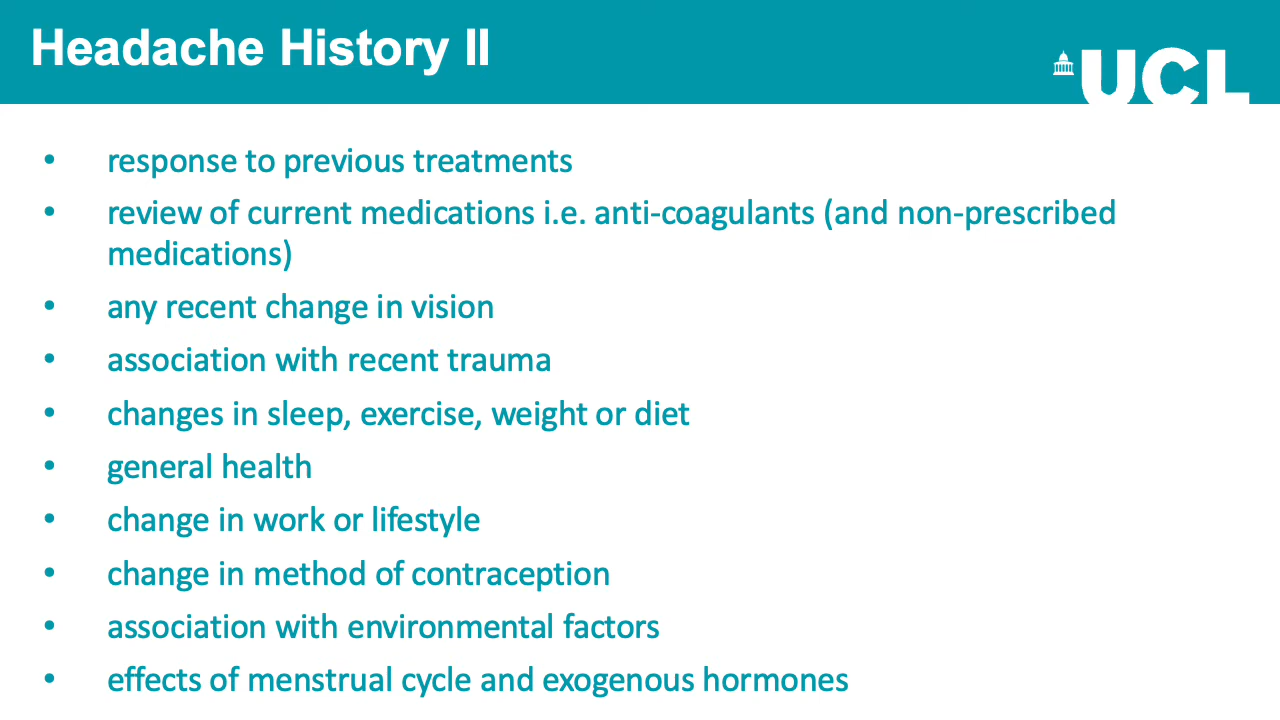 Headache History II
UCL
• response to previous treatments
• review of current medications i.e. anti-coagulants (and non-prescribed
medications)
• any recent change in vision
• association with recent trauma
• changes in sleep, exercise, weight or diet
• general health
• change in work or lifestyle
• change in method of contraception
• association with environmental factors
• effects of menstrual cycle and exogenous hormones